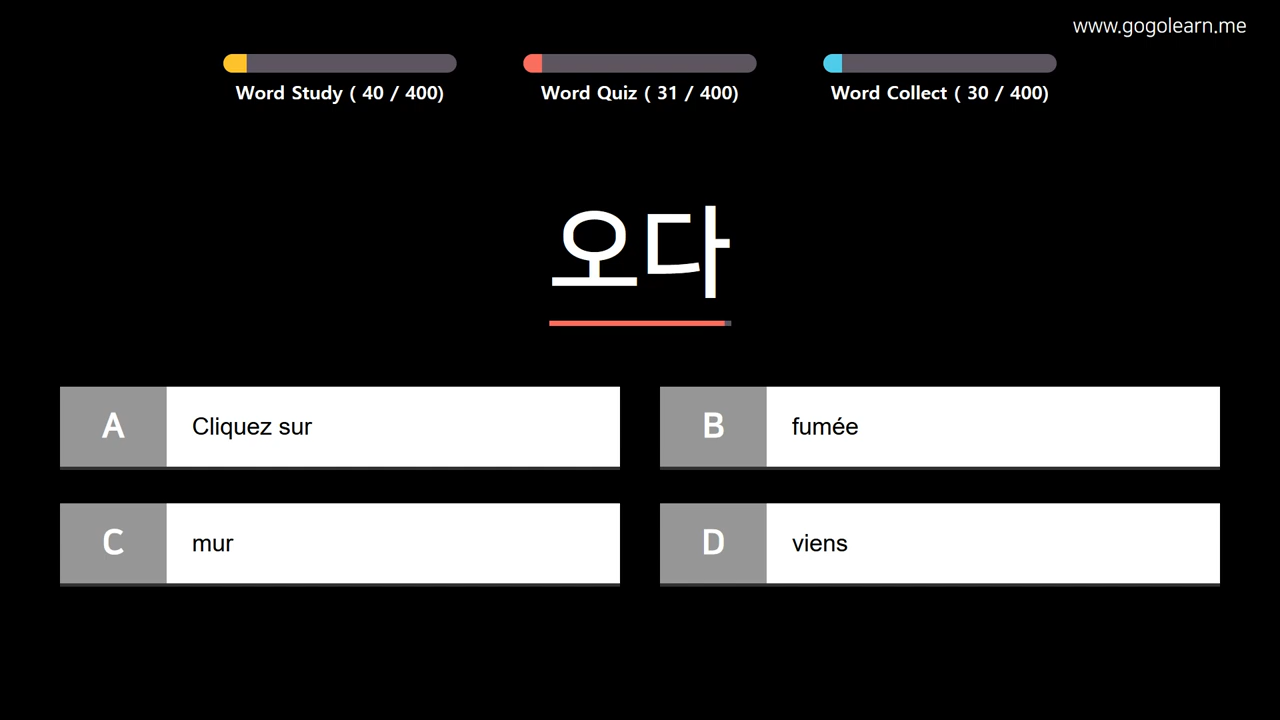 www.gogolearn.me
Word Study ( 40 / 400)
Word Quiz ( 31 / 400)
Word Collect ( 30 / 400)
오다
A Cliquez sur
B fumée
C mur
D viens